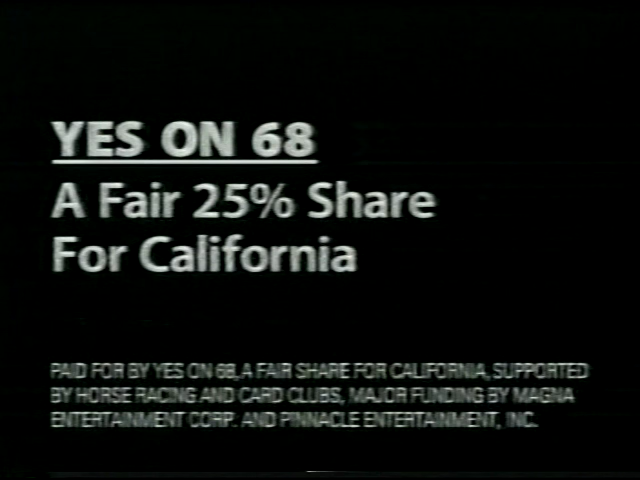 YES ON 68
A Fair 25% Share
For California
PAID FOR BY YES ON 68, A FAIR SHARE FOR CALIFORNIA, SUPPORTED
BY HORSE RACING AND CARD CLUBS, MAJOR FUNDING BY MAGNA
ENTERTAINMENT CORP. AND PINNACLE ENTERTAINMENT, INC.